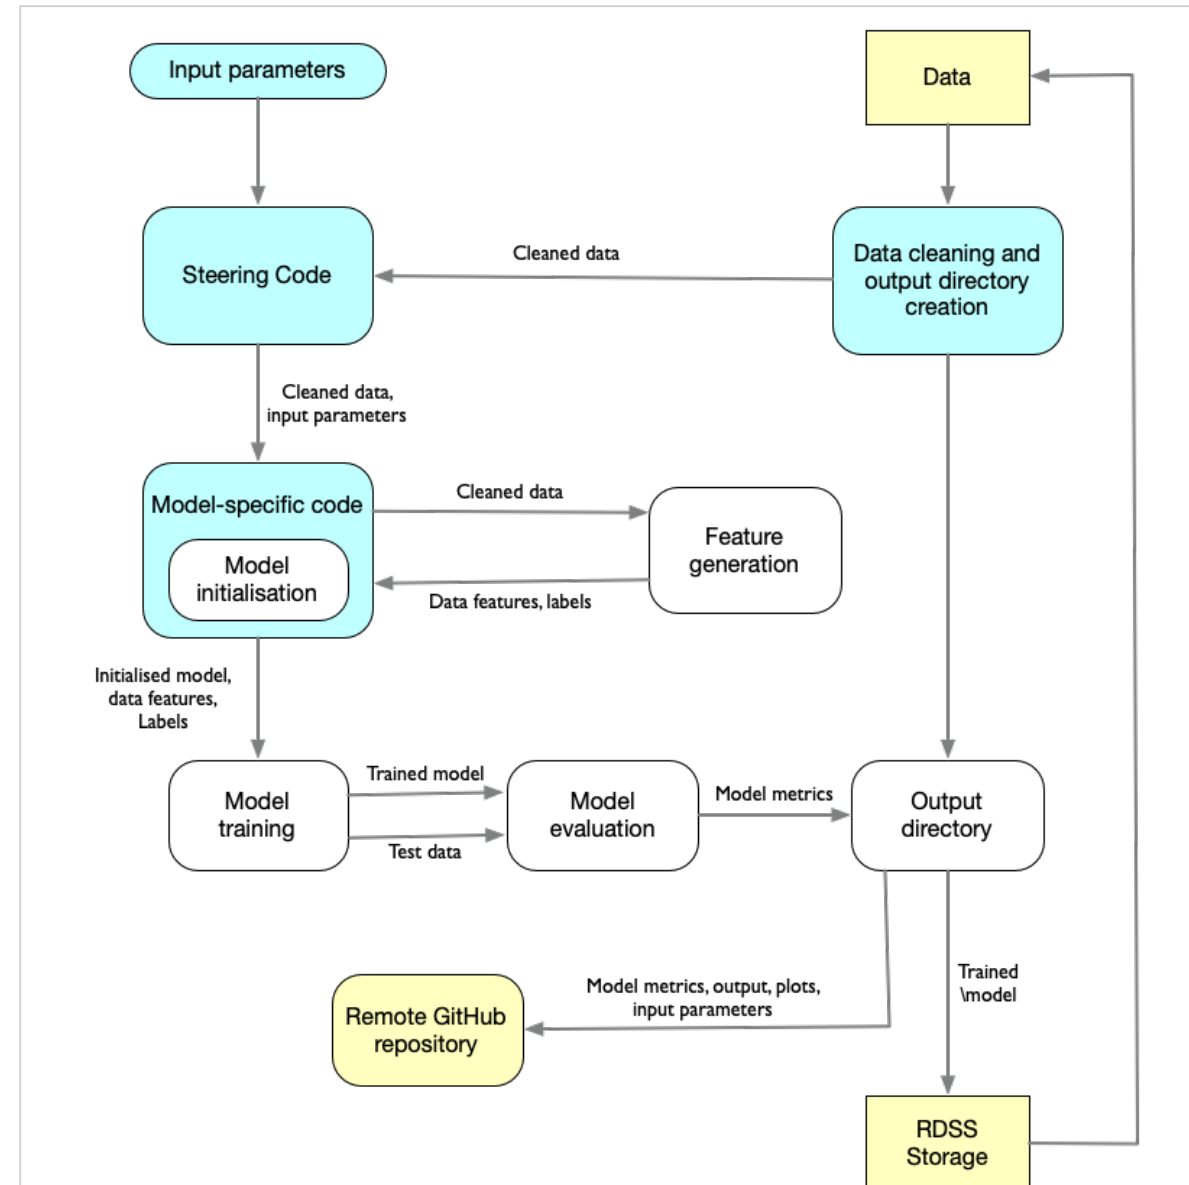 Input parameters
Data
Steering Code
Cleaned data
Data cleaning and
output directory
creation
Cleaned data,
input parameters
Model-specific code
Model
initialisation
Cleaned data
Feature
generation
Data features, labels
Initialised model,
data features,
Labels
Model
training
Trained model
Test data
Model
evaluation
Model metrics
Output
directory
Trained
\model
Model metrics, output, plots,
input parameters
Remote GitHub
repository
RDSS
Storage